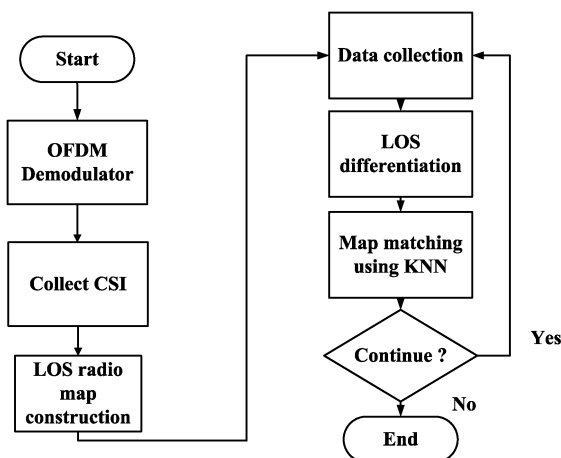 Start
OFDM
Demodulator
Collect CSI
LOS radio
map
construction
Data collection
LOS
differentiation
Map matching
using KNN
Continue ?
Yes
No
End